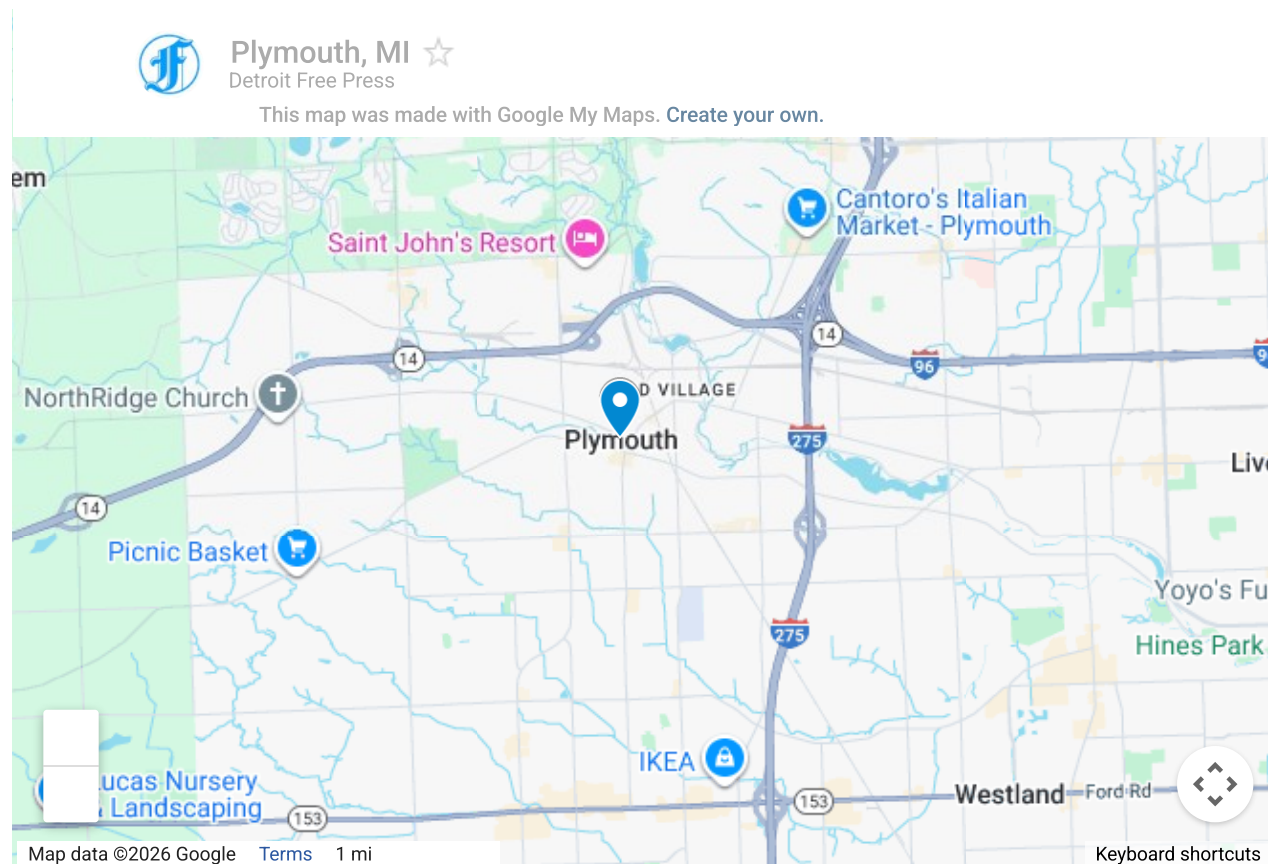 Plymouth, MI
Detroit Free Press
This map was made with Google My Maps. Create your own.
em
Cantoro's Italian
Market - Plymouth
Saint John's Resort
14
14
96
9
NorthRidge Church
D VILLAGE
Plymouth
275
Live
14
Picnic Basket
Yoyo's Fu
275
Hines Park
IKEA
Lucas Nursery
& Landscaping
Westland
Ford Rd
153
153
Map data ©2026 Google Terms 1 mi Keyboard shortcuts